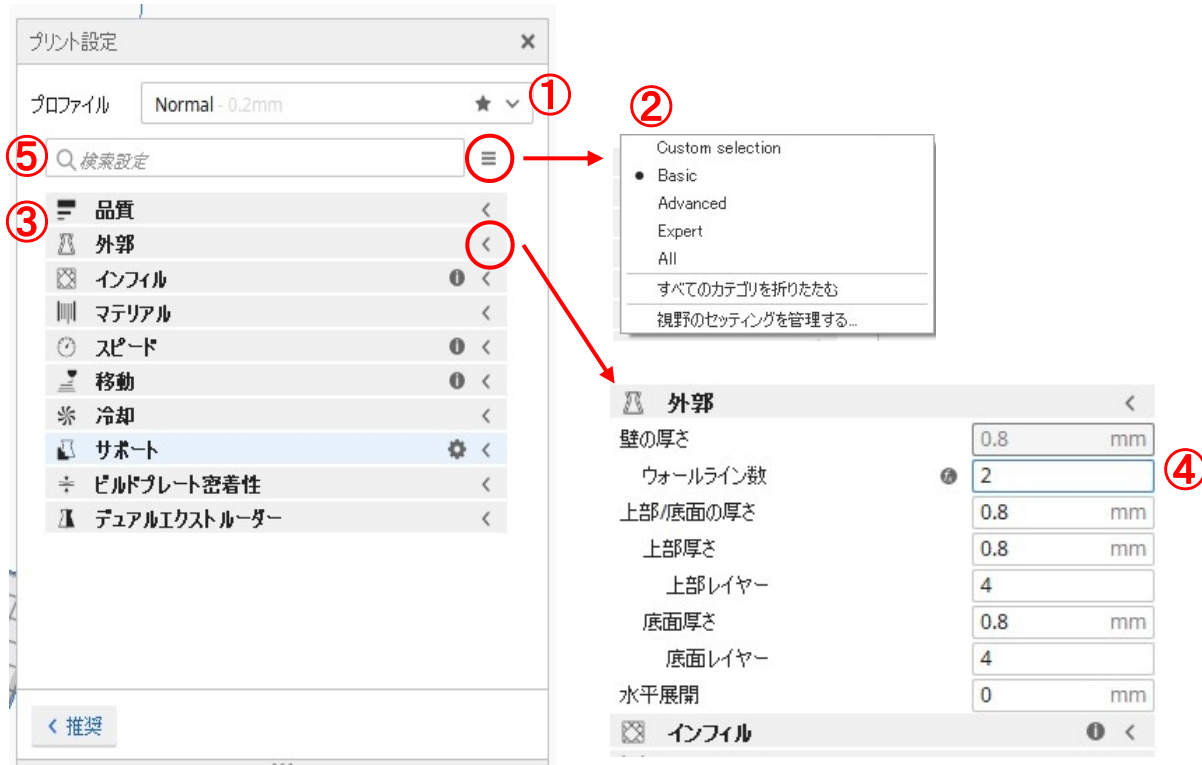 プリント設定
プロファイル Normal - 0.2mm ①
⑤ 検索設定
③ 品質
外郭
インフィル
マテリアル
スピード
移動
冷却
サポート
ビルドプレート密着性
デュアルエクストルーダー
< 推奨
②
Custom selection
Basic
Advanced
Expert
All
すべてのカテゴリを折りたたむ
視野のセッティングを管理する...
外郭
壁の厚さ 0.8 mm
ウォールライン数 2 ④
上部/底面の厚さ 0.8 mm
上部厚さ 0.8 mm
上部レイヤー 4
底面厚さ 0.8 mm
底面レイヤー 4
水平展開 0 mm
インフィル